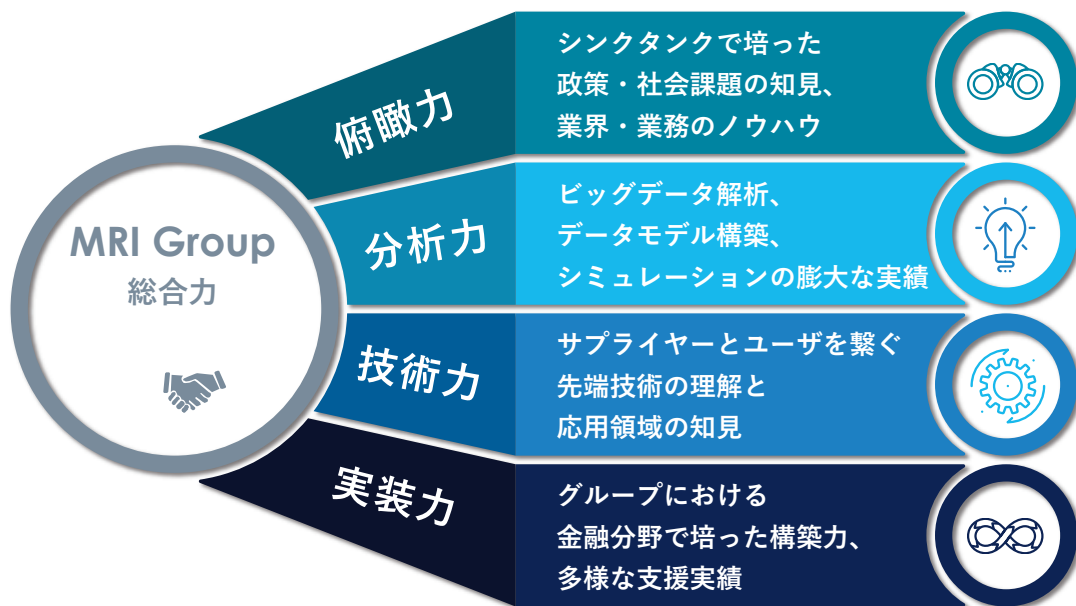 MRI Group
総合力
俯瞰力
シンクタンクで培った
政策・社会課題の知見、
業界・業務のノウハウ
分析力
ビッグデータ解析、
データモデル構築、
シミュレーションの膨大な実績
技術力
サプライヤーとユーザを繋ぐ
先端技術の理解と
応用領域の知見
実装力
グループにおける
金融分野で培った構築力、
多様な支援実績